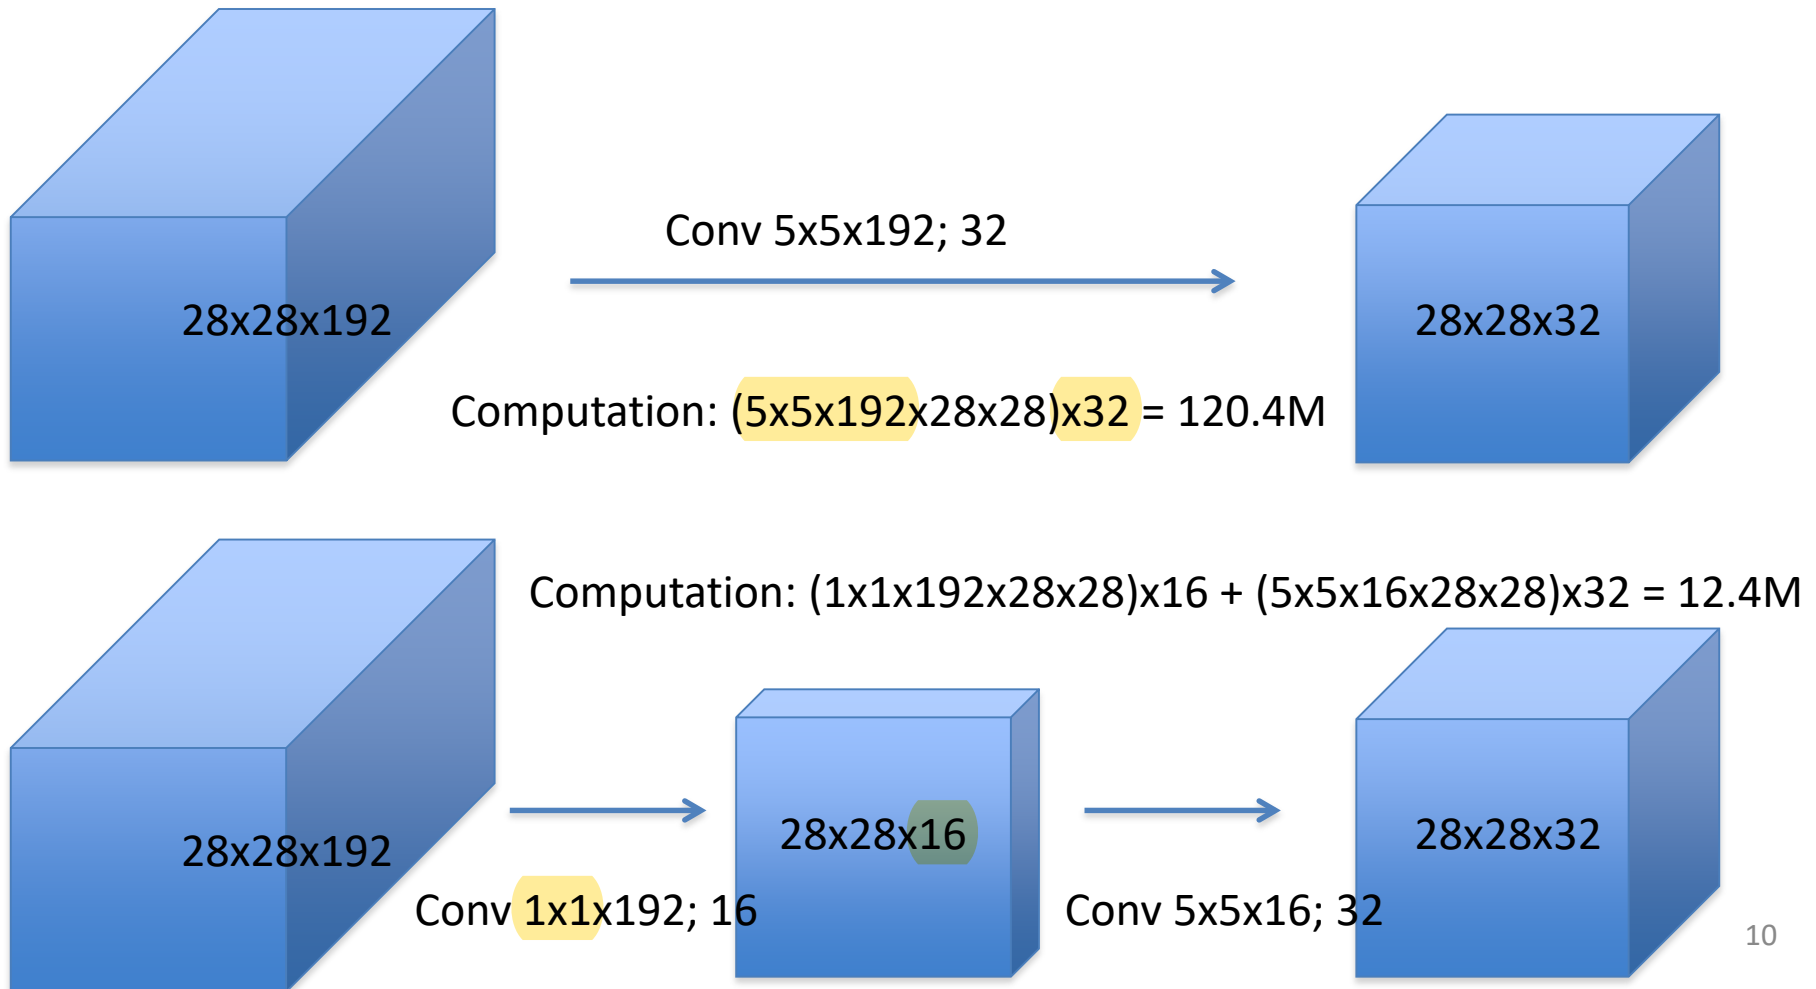 Conv 5x5x192; 32
28x28x192
28x28x32
Computation: (5x5x192x28x28)x32 = 120.4M
Computation: (1x1x192x28x28)x16 + (5x5x16x28x28)x32 = 12.4M
28x28x192
28x28x16
28x28x32
Conv 1x1x192; 16
Conv 5x5x16; 32
10